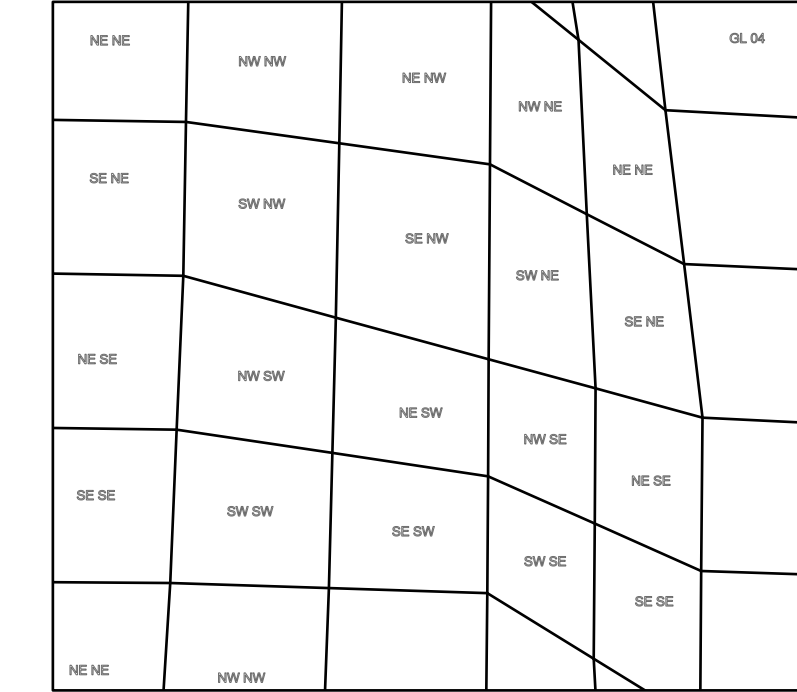 NE NE
NW NW
NE NW
NW NE
GL 04
NE NE
SE NE
SW NW
SE NW
SW NE
SE NE
NE SE
NW SW
NE SW
NW SE
NE SE
SE SE
SW SW
SE SW
SW SE
SE SE
NE NE
NW NW